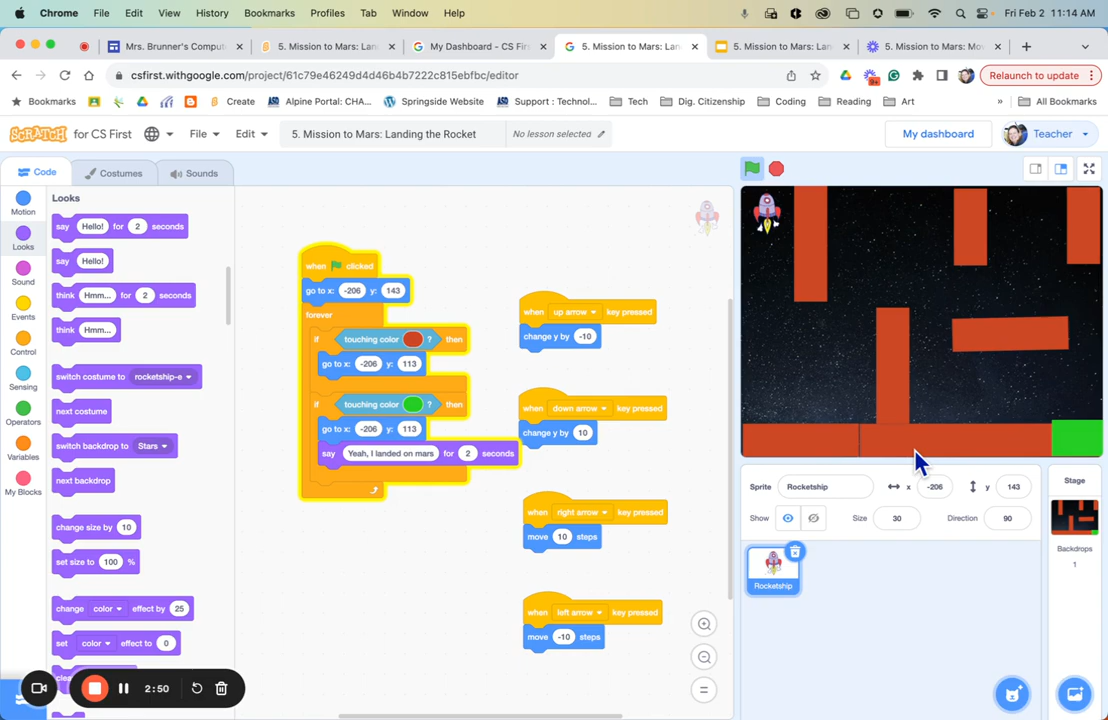 Chrome File Edit View History Bookmarks Profiles Tab Window Help Fri Feb 2 11:14 AM
Mrs. Brunner's Comput 5. Mission to Mars: Lan My Dashboard - CS Firs 5. Mission to Mars: Lan 5. Mission to Mars: Lan 5. Mission to Mars: Mov
csfirst.withgoogle.com/project/61c79e46249d4d46b4b7222c815ebfbc/editor 9+ Relaunch to update
Bookmarks Create Alpine Portal: CHA... Springside Website Support : Technol... Tech Dig. Citizenship Coding Reading Art » All Bookmarks
SCRATCH for CS First File Edit 5. Mission to Mars: Landing the Rocket No lesson selected My dashboard Teacher
Code Costumes Sounds
Motion
Looks
Sound
Events
Control
Sensing
Operators
Variables
My Blocks
Looks
say Hello! for 2 seconds
say Hello!
think Hmm... for 2 seconds
think Hmm...
switch costume to rocketship-e
next costume
switch backdrop to Stars
next backdrop
change size by 10
set size to 100 %
change color effect by 25
set color effect to 0
2:50
when clicked
go to x: -206 y: 143
forever
if touching color ? then
go to x: -206 y: 113
if touching color ? then
go to x: -206 y: 113
say Yeah, I landed on mars for 2 seconds
when up arrow key pressed
change y by -10
when down arrow key pressed
change y by 10
when right arrow key pressed
move 10 steps
when left arrow key pressed
move -10 steps
Sprite Rocketship x -206 y 143
Show Size 30 Direction 90
Rocketship
Stage
Backdrops
1